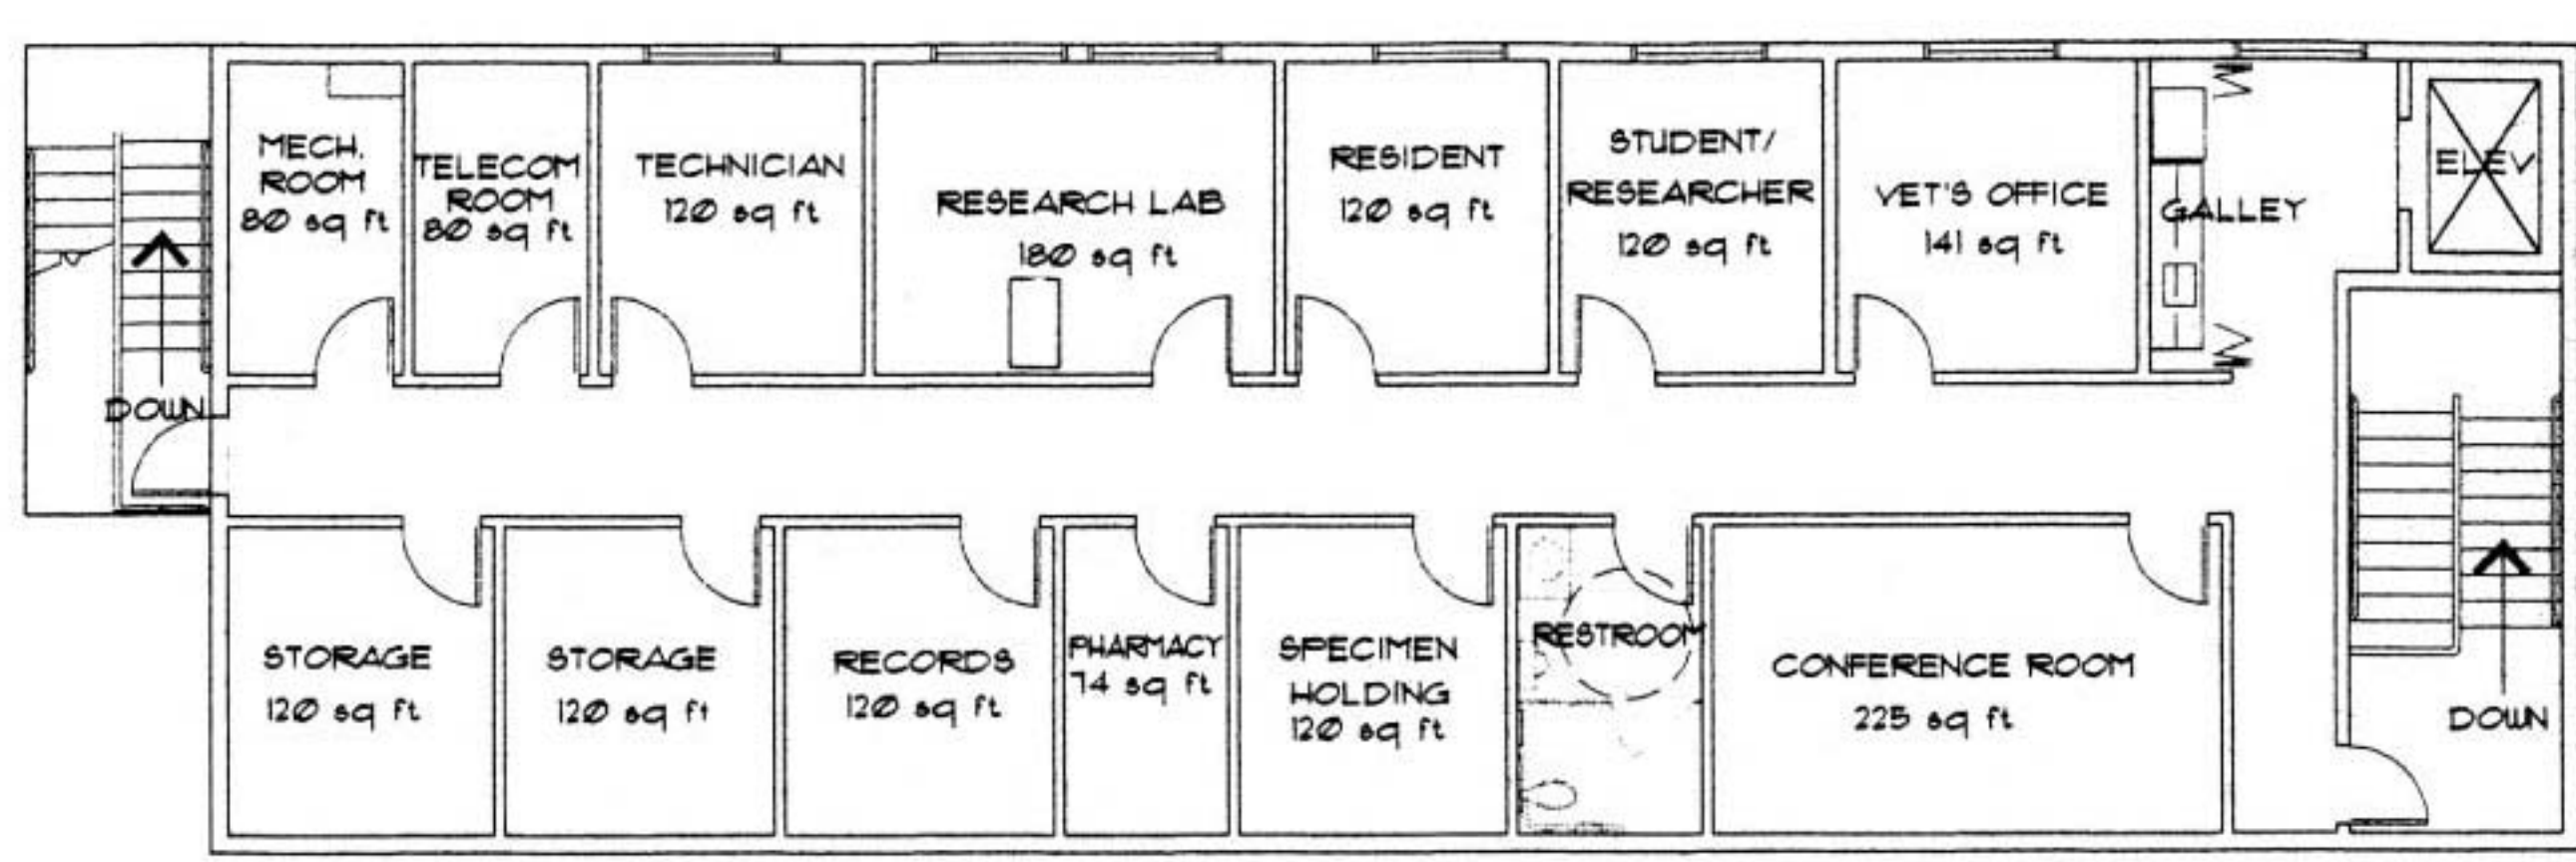 MECH.
ROOM
80 sq ft
TELECOM
ROOM
80 sq ft
TECHNICIAN
120 sq ft
RESEARCH LAB
180 sq ft
RESIDENT
120 sq ft
STUDENT/
RESEARCHER
120 sq ft
VET'S OFFICE
141 sq ft
GALLEY
ELEV
DOWN
STORAGE
120 sq ft
STORAGE
120 sq ft
RECORDS
120 sq ft
PHARMACY
74 sq ft
SPECIMEN
HOLDING
120 sq ft
RESTROOM
CONFERENCE ROOM
225 sq ft
DOWN